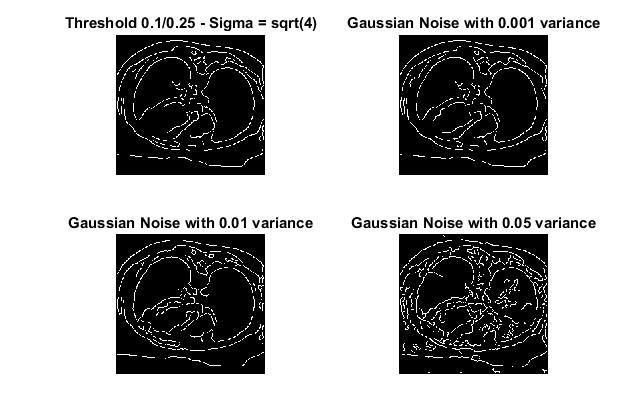 Threshold 0.1/0.25 - Sigma = sqrt(4)
Gaussian Noise with 0.001 variance
Gaussian Noise with 0.01 variance
Gaussian Noise with 0.05 variance